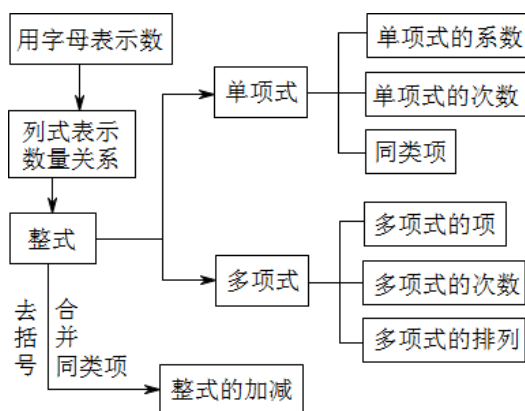 用字母表示数
列式表示
数量关系
整式
去括号
合并
同类项
整式的加减
单项式
单项式的系数
单项式的次数
同类项
多项式
多项式的项
多项式的次数
多项式的排列